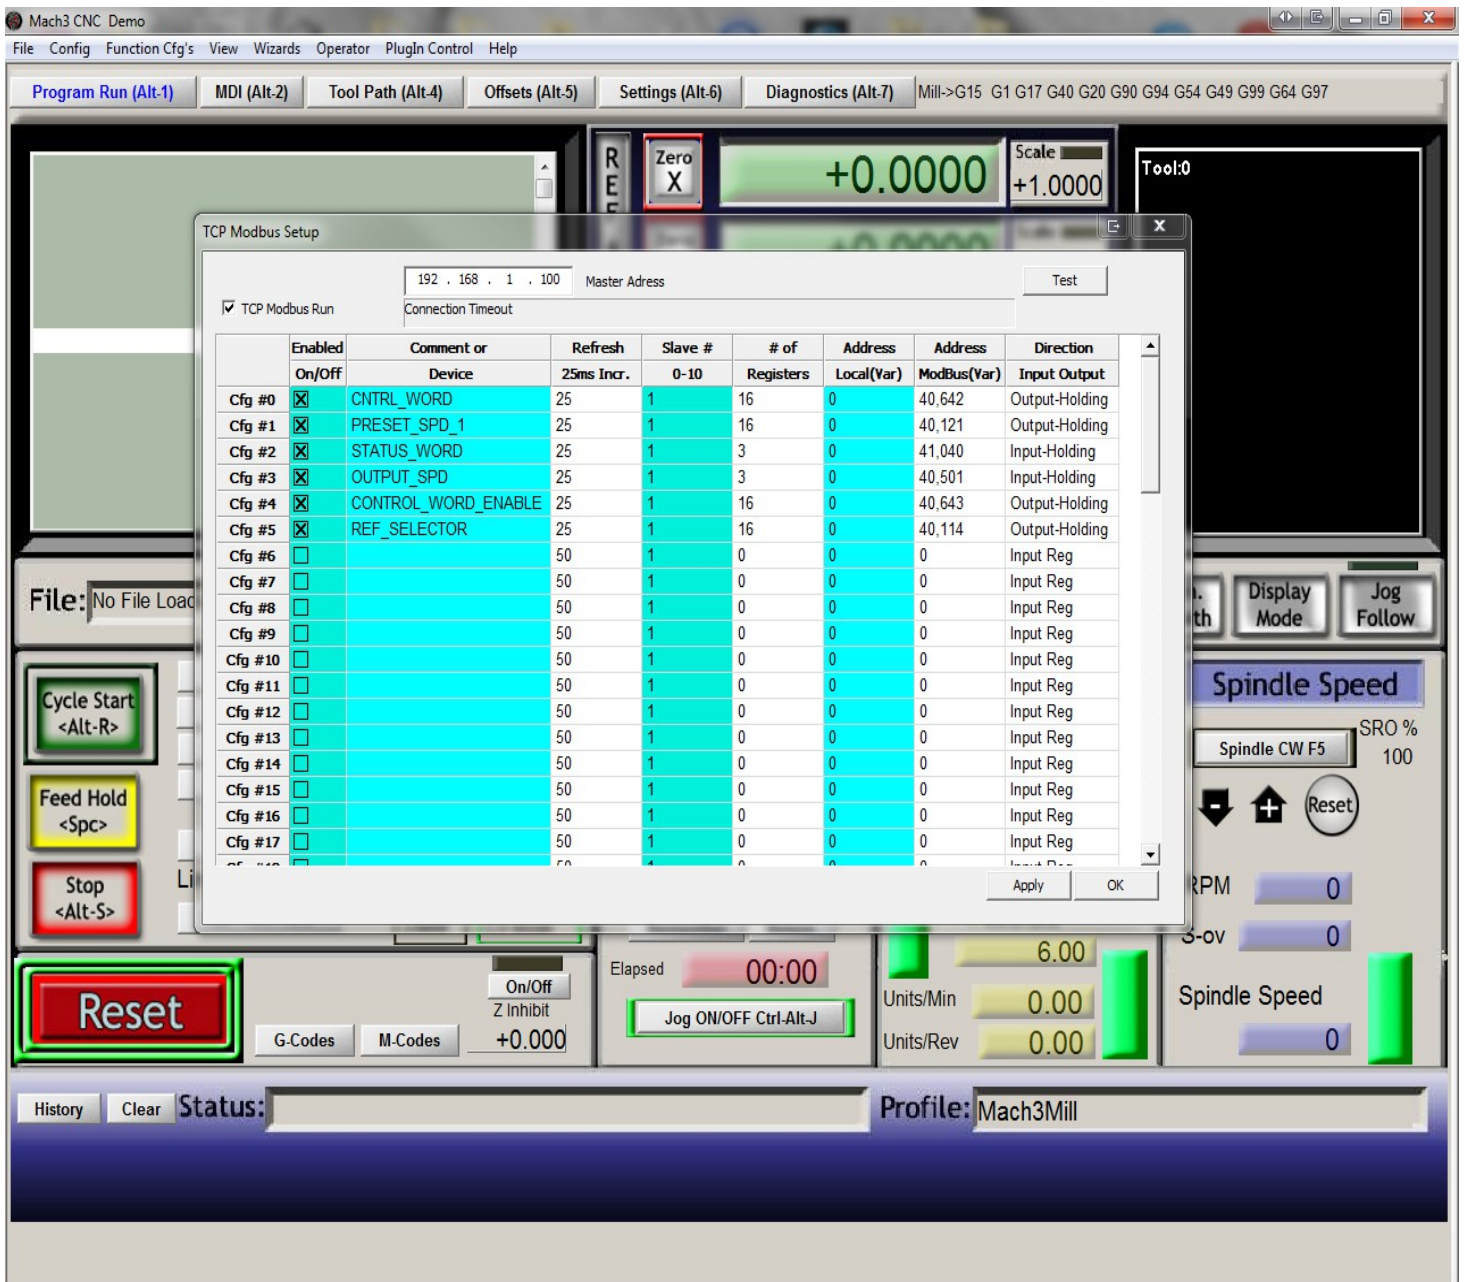 Mach3 CNC Demo
File Config Function Cfg's View Wizards Operator PlugIn Control Help
Program Run (Alt-1) MDI (Alt-2) Tool Path (Alt-4) Offsets (Alt-5) Settings (Alt-6) Diagnostics (Alt-7) Mill->G15 G1 G17 G40 G20 G90 G94 G54 G49 G99 G64 G97
R
E
Zero
X
+0.0000
Scale
+1.0000
Tool:0
TCP Modbus Setup
192 . 168 . 1 . 100 Master Adress Test
TCP Modbus Run Connection Timeout
Enabled Comment or Refresh Slave # # of Address Address Direction
On/Off Device 25ms Incr. 0-10 Registers Local(Var) ModBus(Var) Input Output
Cfg #0 CNTRL_WORD 25 1 16 0 40,642 Output-Holding
Cfg #1 PRESET_SPD_1 25 1 16 0 40,121 Output-Holding
Cfg #2 STATUS_WORD 25 1 3 0 41,040 Input-Holding
Cfg #3 OUTPUT_SPD 25 1 3 0 40,501 Input-Holding
Cfg #4 CONTROL_WORD_ENABLE 25 1 16 0 40,643 Output-Holding
Cfg #5 REF_SELECTOR 25 1 16 0 40,114 Output-Holding
Cfg #6 50 1 0 0 0 Input Reg
Cfg #7 50 1 0 0 0 Input Reg
Cfg #8 50 1 0 0 0 Input Reg
Cfg #9 50 1 0 0 0 Input Reg
Cfg #10 50 1 0 0 0 Input Reg
Cfg #11 50 1 0 0 0 Input Reg
Cfg #12 50 1 0 0 0 Input Reg
Cfg #13 50 1 0 0 0 Input Reg
Cfg #14 50 1 0 0 0 Input Reg
Cfg #15 50 1 0 0 0 Input Reg
Cfg #16 50 1 0 0 0 Input Reg
Cfg #17 50 1 0 0 0 Input Reg
Apply OK
File: No File Load
Display
Mode
Jog
Follow
Cycle Start
<Alt-R>
Feed Hold
<Spc>
Stop
<Alt-S>
Spindle Speed
Spindle CW F5
SRO %
100
Reset
RPM 0
S-ov 0
Spindle Speed
0
Reset
G-Codes M-Codes
On/Off
Z Inhibit
+0.000
Elapsed 00:00
Jog ON/OFF Ctrl-Alt-J
6.00
Units/Min 0.00
Units/Rev 0.00
History Clear Status: Profile: Mach3Mill